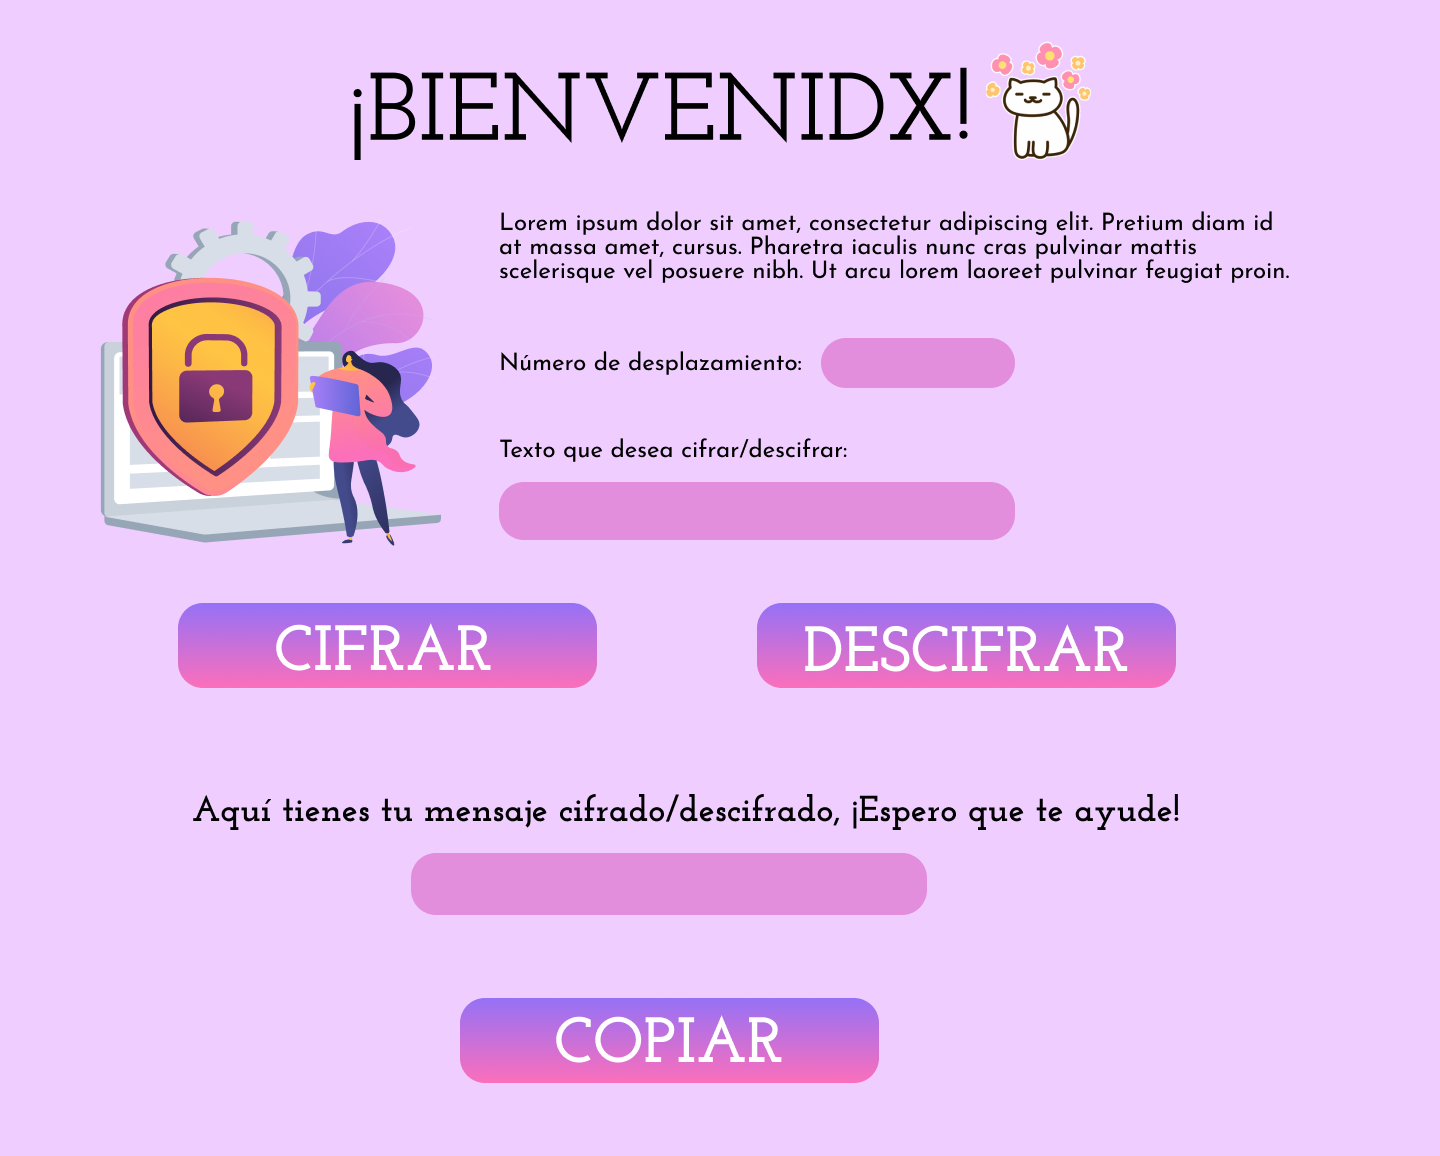 ¡BIENVENIDX!
Lorem ipsum dolor sit amet, consectetur adipiscing elit. Pretium diam id
at massa amet, cursus. Pharetra iaculis nunc cras pulvinar mattis
scelerisque vel posuere nibh. Ut arcu lorem laoreet pulvinar feugiat proin.
Número de desplazamiento:
Texto que desea cifrar/descifrar:
CIFRAR
DESCIFRAR
Aquí tienes tu mensaje cifrado/descifrado, ¡Espero que te ayude!
COPIAR